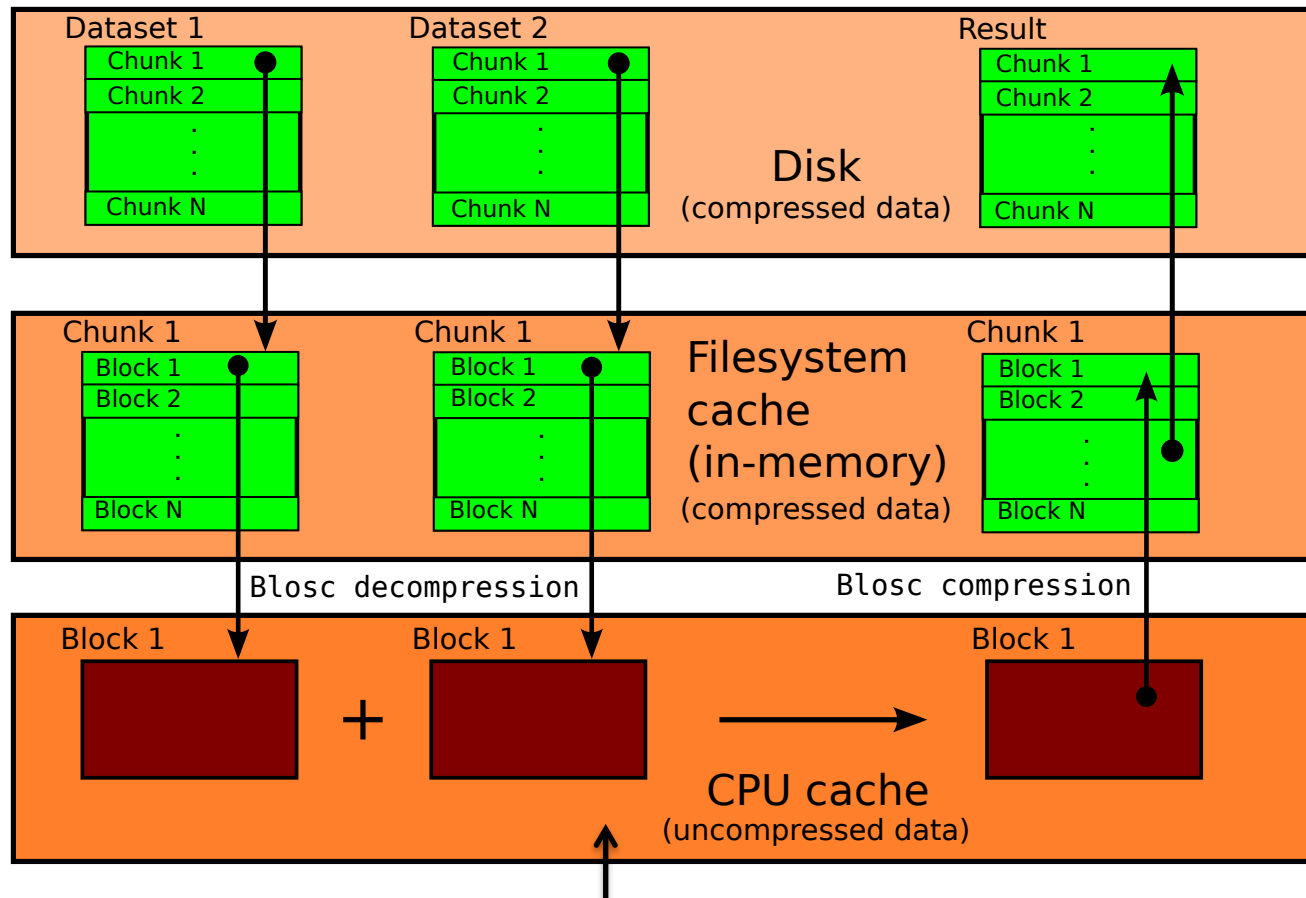 Dataset 1
Chunk 1
Chunk 2
.
.
.
Chunk N
Dataset 2
Chunk 1
Chunk 2
.
.
.
Chunk N
Disk
(compressed data)
Result
Chunk 1
Chunk 2
.
.
.
Chunk N
Chunk 1
Block 1
Block 2
.
.
.
Block N
Chunk 1
Block 1
Block 2
.
.
.
Block N
Filesystem
cache
(in-memory)
(compressed data)
Chunk 1
Block 1
Block 2
.
.
.
Block N
Blosc decompression
Blosc compression
Block 1
+
Block 1
Block 1
CPU cache
(uncompressed data)